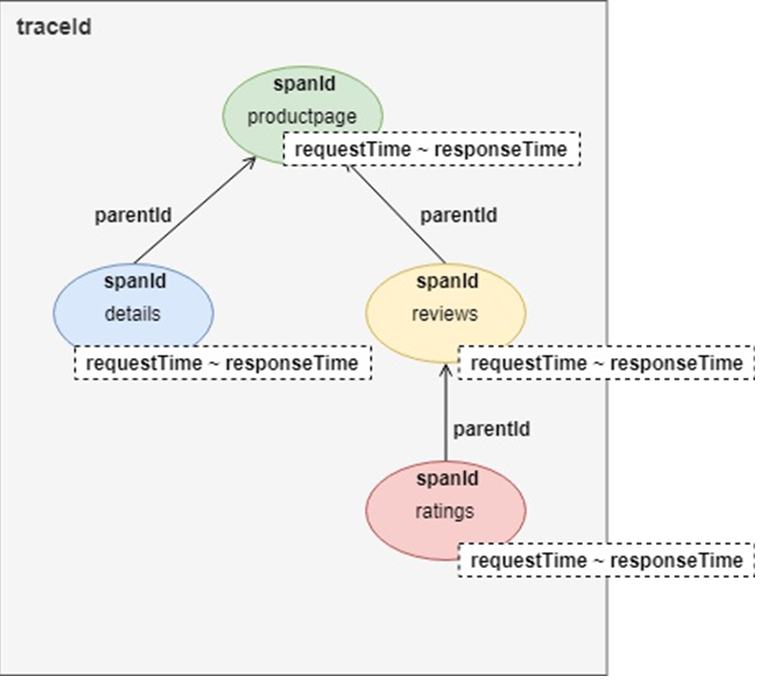 traceId
spanId
productpage
requestTime ~ responseTime
parentId
parentId
spanId
details
requestTime ~ responseTime
spanId
reviews
requestTime ~ responseTime
parentId
spanId
ratings
requestTime ~ responseTime